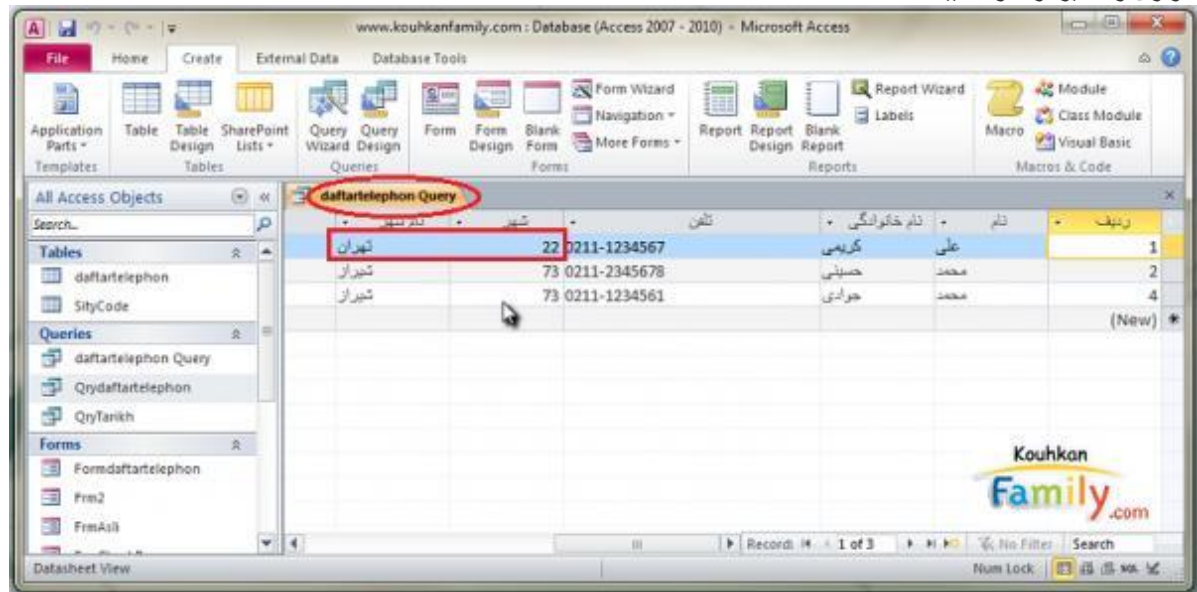 www.kouhkanfamily.com : Database (Access 2007 - 2010) - Microsoft Access
File Home Create External Data Database Tools
Application Parts
Table
Table Design
SharePoint Lists
Query Wizard
Query Design
Form
Form Design
Blank Form
Form Wizard
Navigation
More Forms
Report
Report Design
Blank Report
Report Wizard
Labels
Macro
Module
Class Module
Visual Basic
Templates Tables Queries Forms Reports Macros & Code
All Access Objects
Search...
Tables
daftartelephon
SityCode
Queries
daftartelephon Query
Qrydaftartelephon
QryTarikh
Forms
Formdaftartelephon
Frm2
FrmAsli
daftartelephon Query
ردیف نام نام خانوادگی تلفن شهر نام شهر
1 علی کریمی 0211-1234567 22 تهران
2 محمد حسینی 0211-2345678 73 شیراز
4 محمد جوادی 0211-1234561 73 شیراز
(New)
Kouhkan
Family.com
Record: 1 of 3 No Filter Search
Datasheet View
Num Lock
SQL